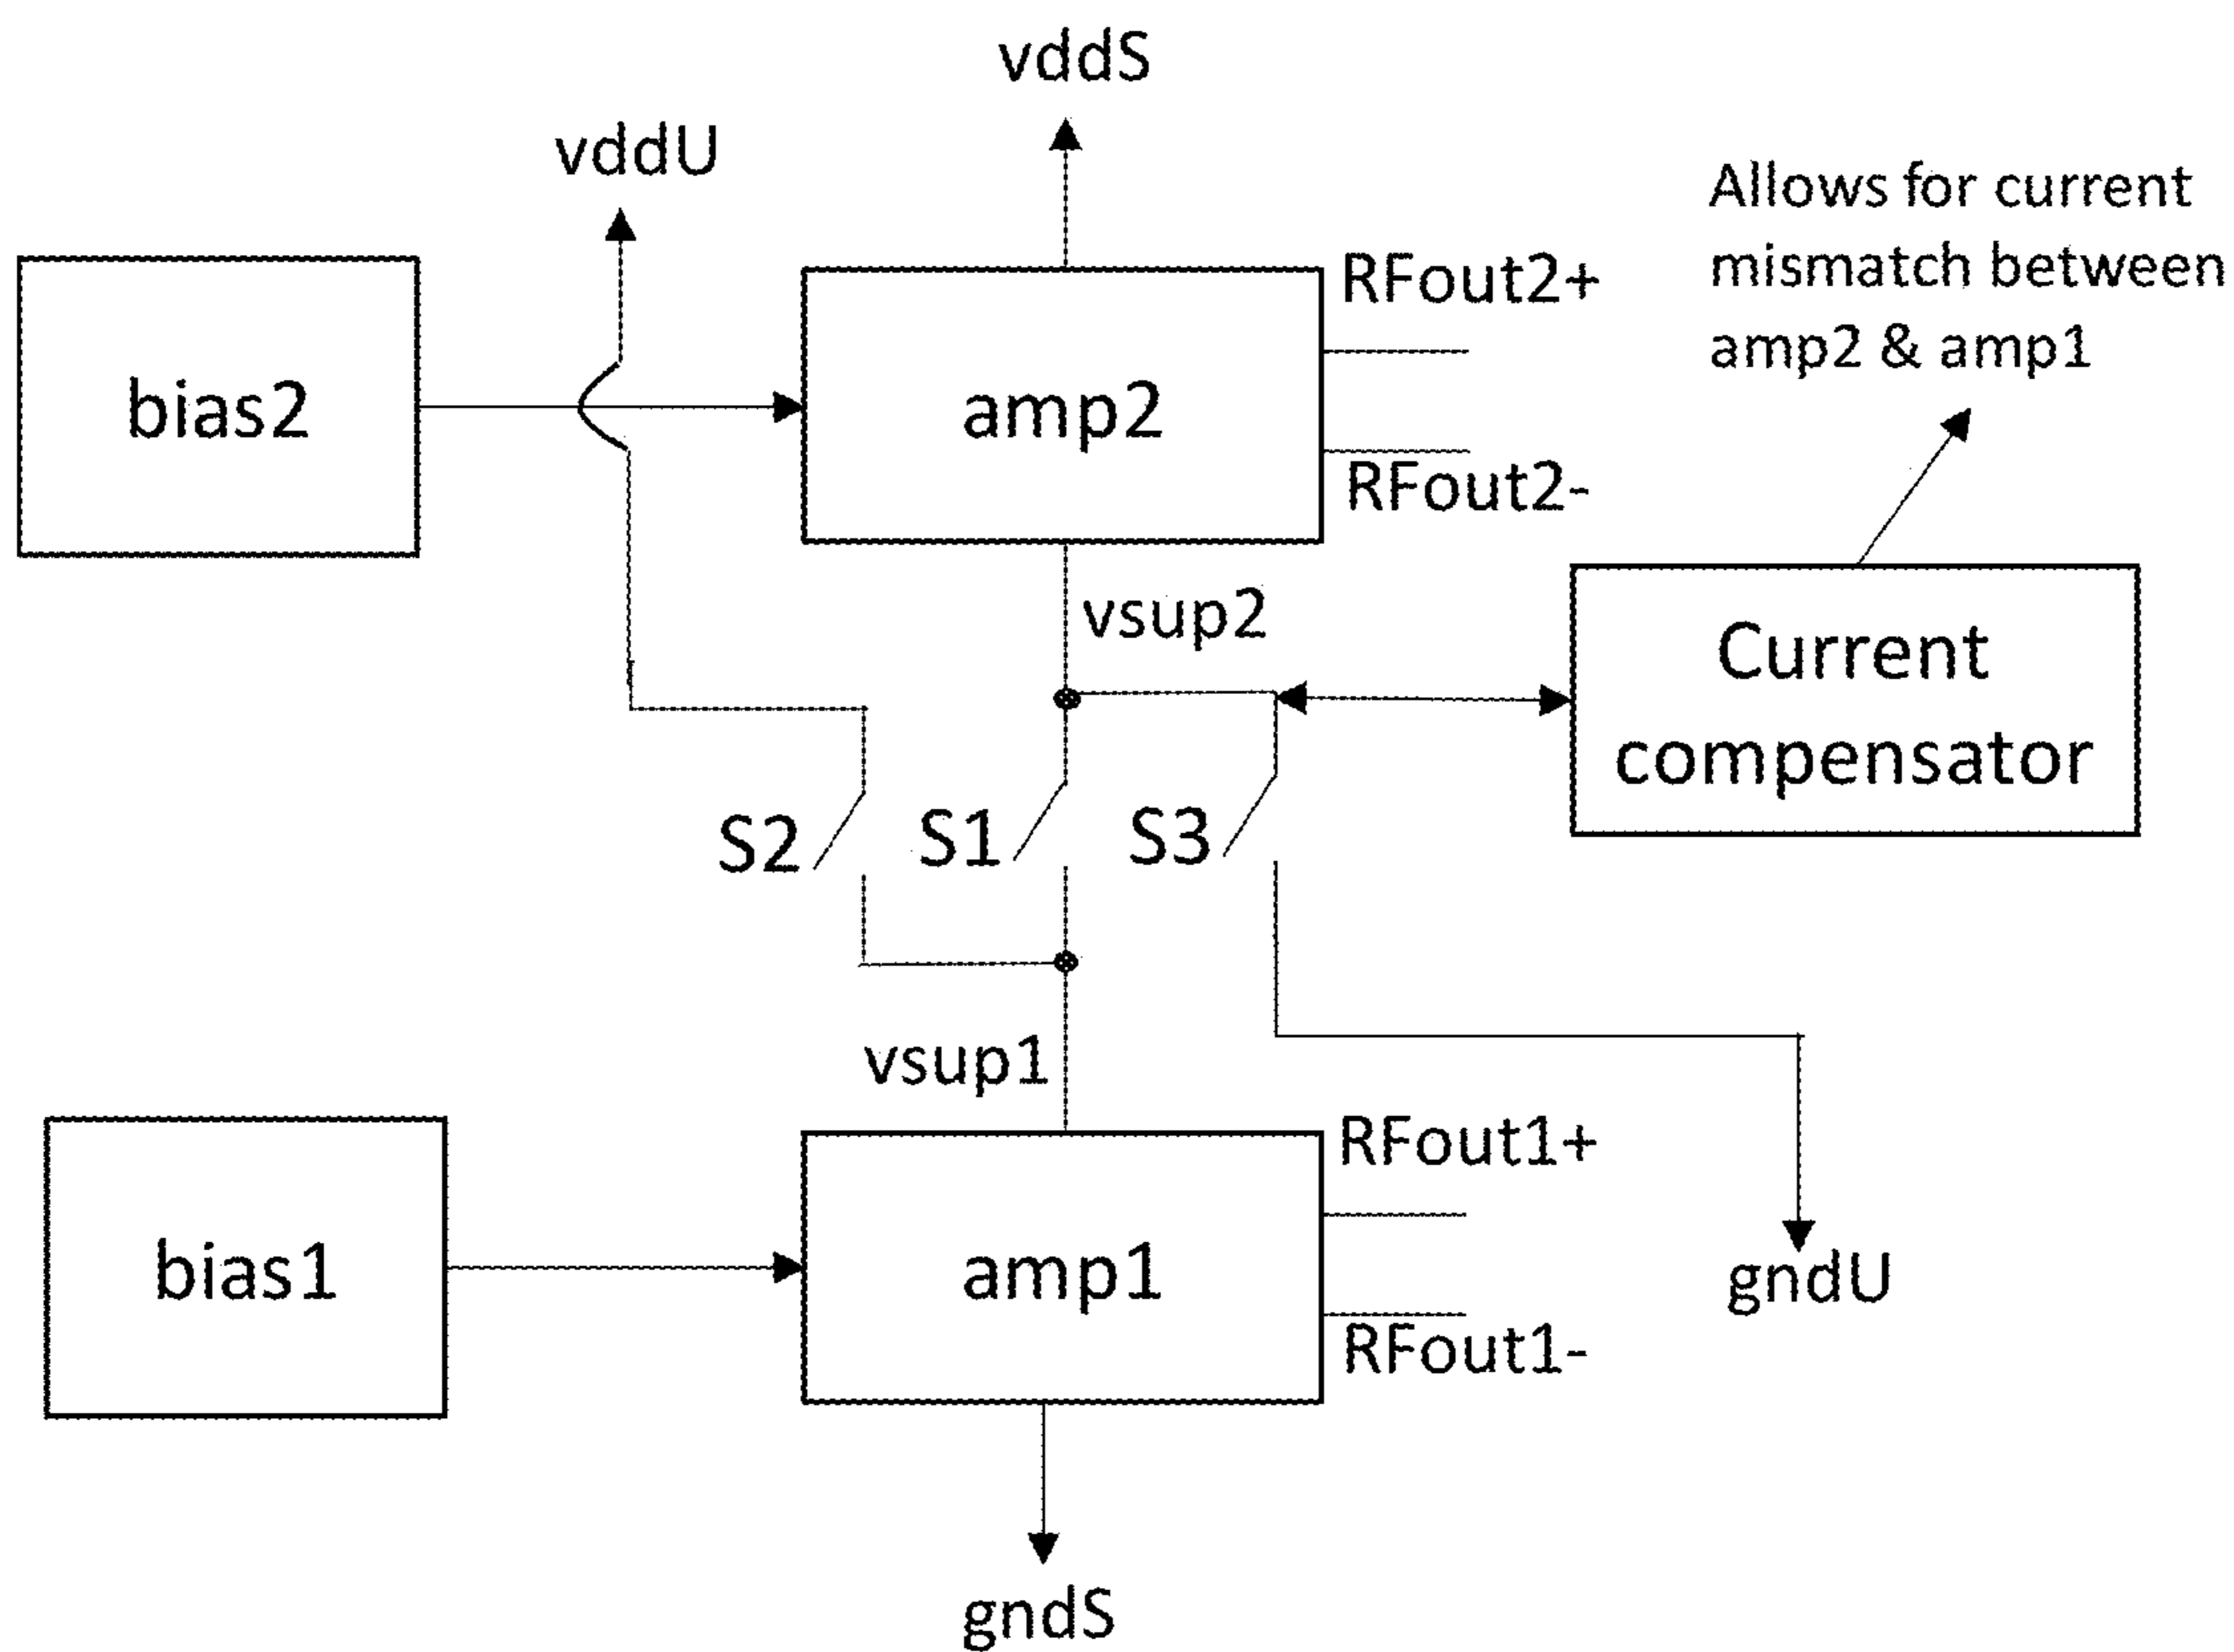 vddS
vddU
Allows for current
mismatch between
amp2 & amp1
RFout2+
bias2
amp2
RFout2-
vsup2
Current
compensator
S2
S1
S3
vsup1
RFout1+
bias1
amp1
gndU
RFout1-
gndS